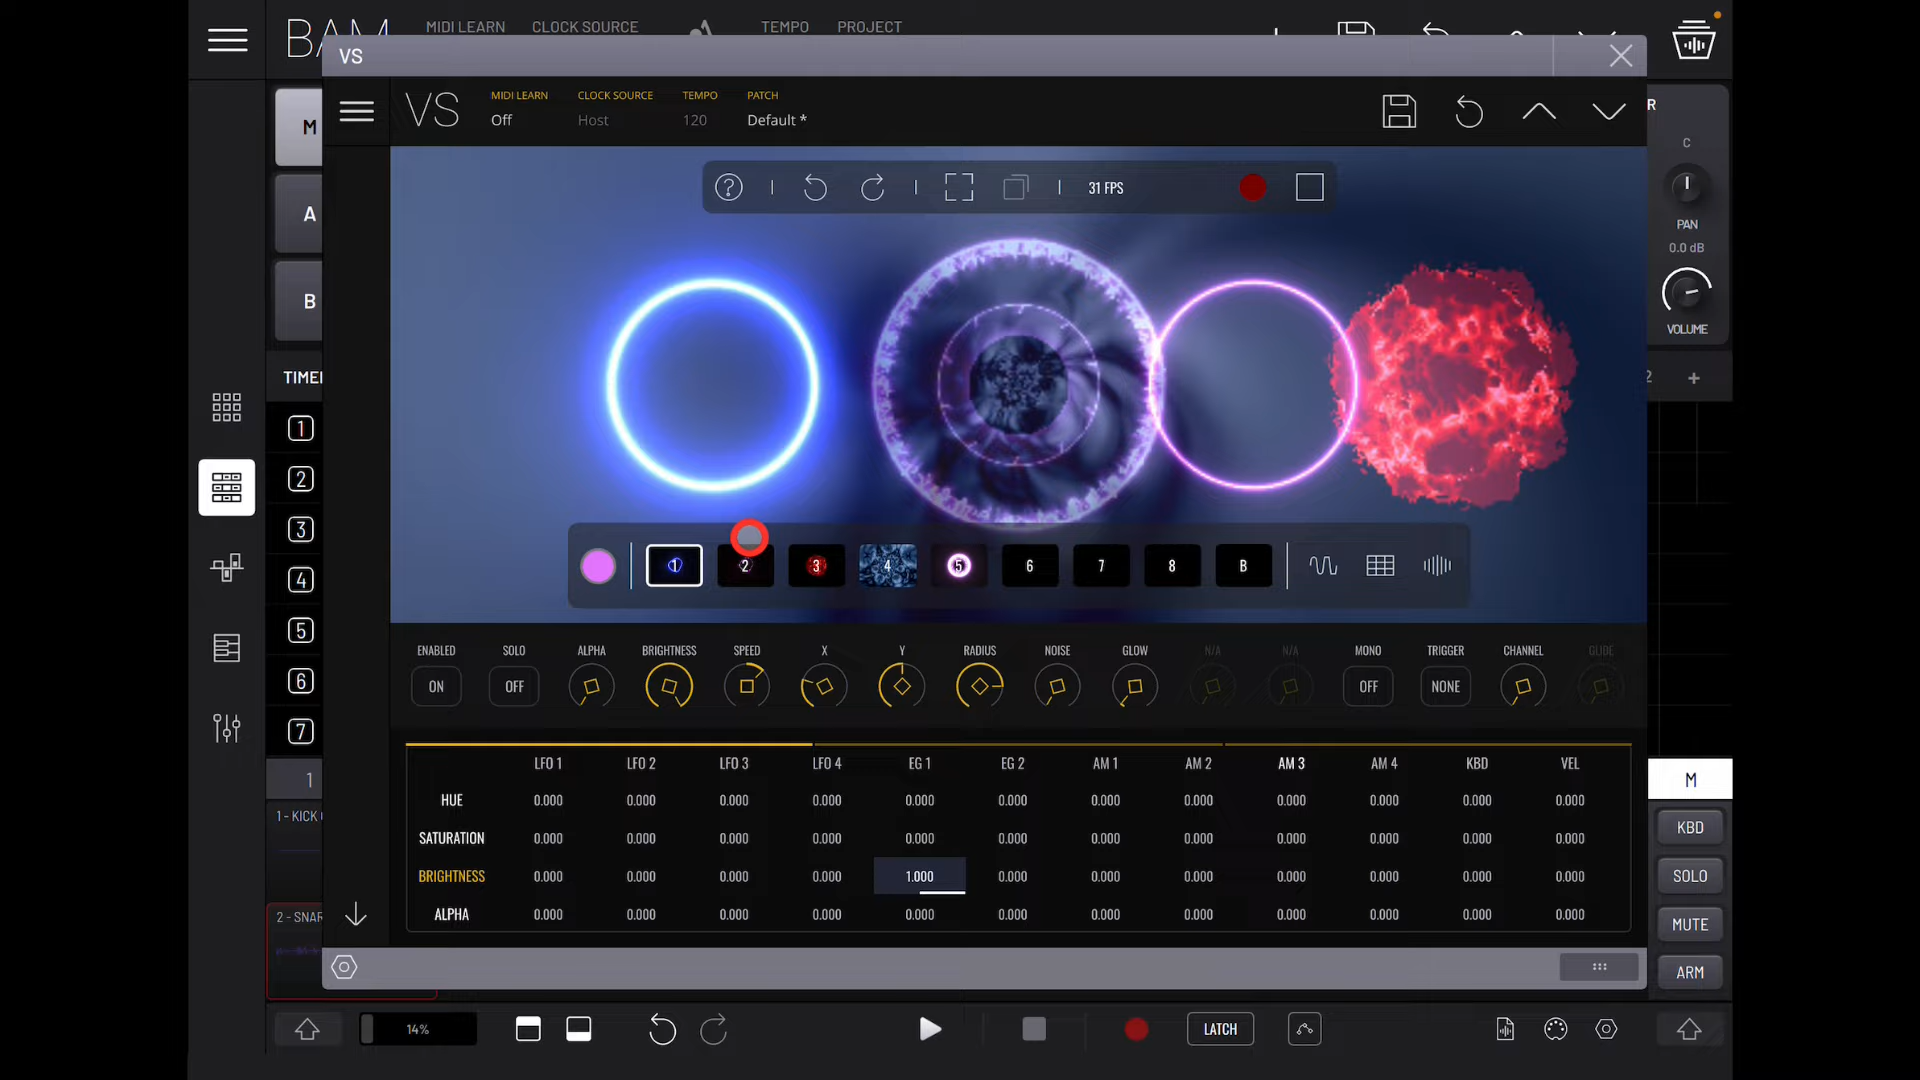 BAM MIDI LEARN CLOCK SOURCE TEMPO PROJECT
VS
VS
MIDI LEARN CLOCK SOURCE TEMPO PATCH
Off Host 120 Default *
31 FPS
M
A
B
R
C
PAN
0.0 dB
VOLUME
2 +
1
2
3
4
5
6
7
1 2 3 4 5 6 7 8 B
ENABLED SOLO ALPHA BRIGHTNESS SPEED X Y RADIUS NOISE GLOW N/A N/A MONO TRIGGER CHANNEL GLIDE
ON OFF OFF NONE
LFO 1 LFO 2 LFO 3 LFO 4 EG 1 EG 2 AM 1 AM 2 AM 3 AM 4 KBD VEL
HUE 0.000 0.000 0.000 0.000 0.000 0.000 0.000 0.000 0.000 0.000 0.000 0.000
SATURATION 0.000 0.000 0.000 0.000 0.000 0.000 0.000 0.000 0.000 0.000 0.000 0.000
BRIGHTNESS 0.000 0.000 0.000 0.000 1.000 0.000 0.000 0.000 0.000 0.000 0.000 0.000
ALPHA 0.000 0.000 0.000 0.000 0.000 0.000 0.000 0.000 0.000 0.000 0.000 0.000
1
1 - KICK
2 - SNAR
M
KBD
SOLO
MUTE
ARM
14% LATCH